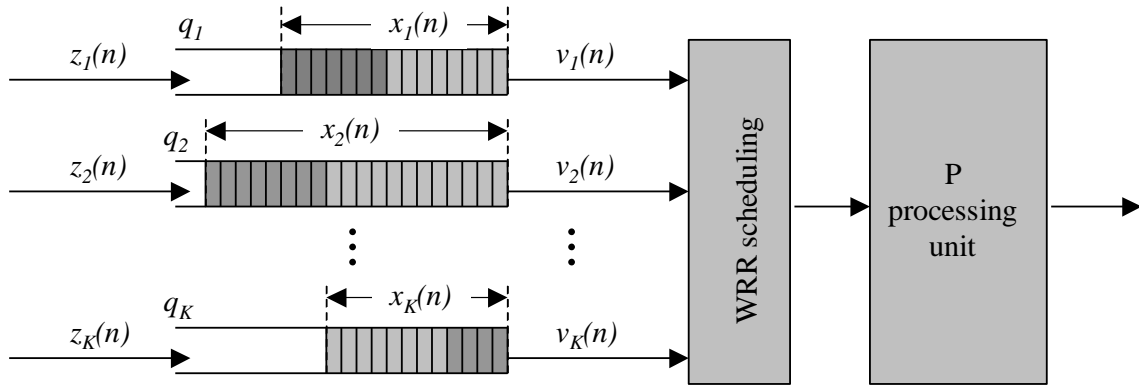 q1 x1(n)
z1(n) v1(n)
q2 x2(n)
z2(n) v2(n)
qK xK(n)
zK(n) vK(n)
WRR scheduling
P
processing
unit